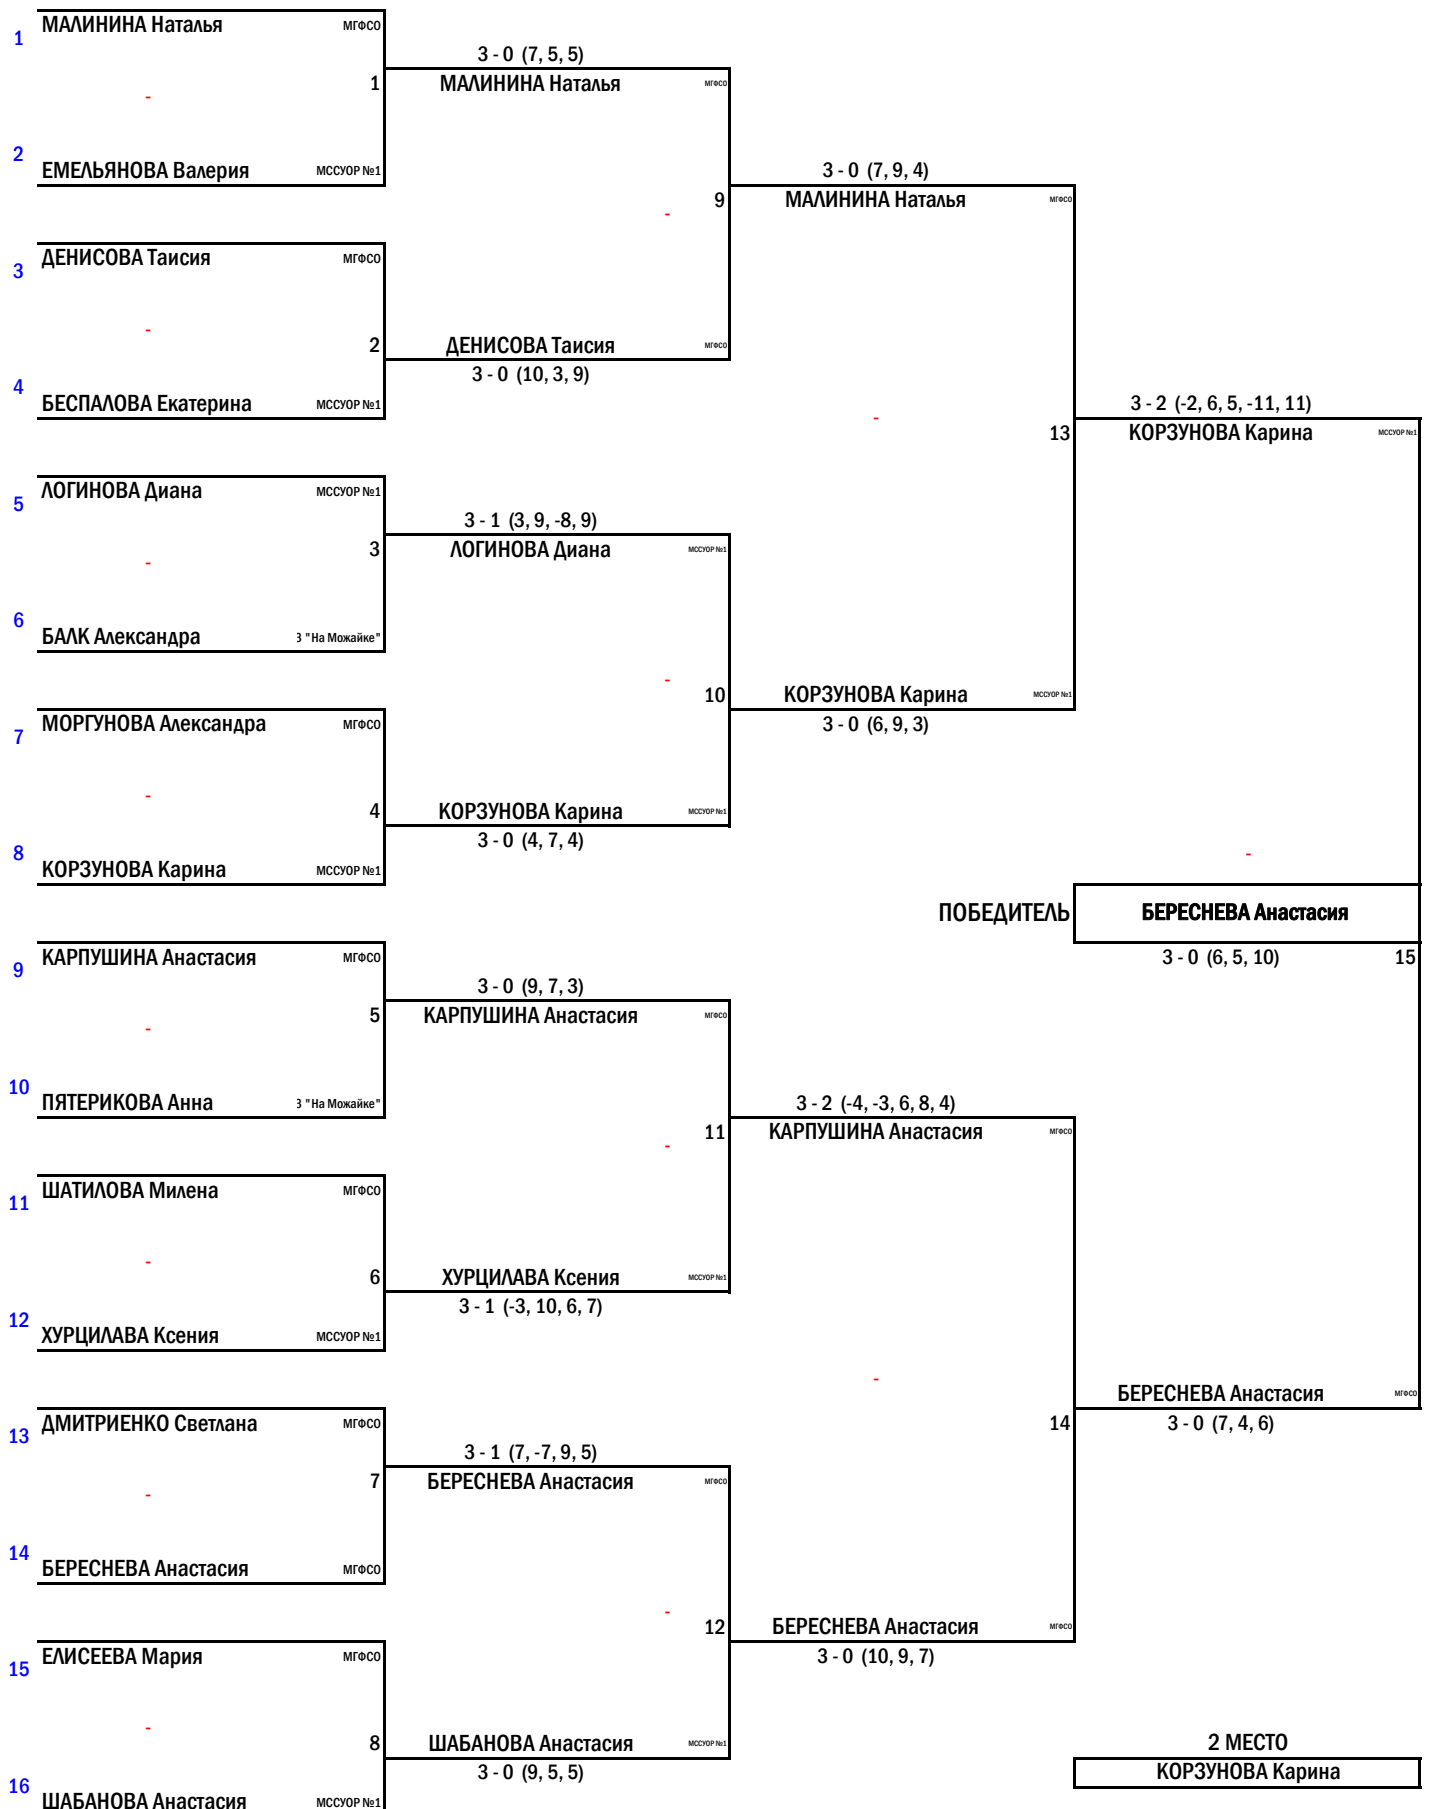 1 МАЛИНИНА Наталья МГФСО
3 - 0 (7, 5, 5)
1 МАЛИНИНА Наталья МГФСО
-
2 ЕМЕЛЬЯНОВА Валерия МССУОР №1
3 - 0 (7, 9, 4)
9 МАЛИНИНА Наталья МГФСО
-
3 ДЕНИСОВА Таисия МГФСО
-
2 ДЕНИСОВА Таисия МГФСО
3 - 0 (10, 3, 9)
4 БЕСПАЛОВА Екатерина МССУОР №1
3 - 2 (-2, 6, 5, -11, 11)
-
13 КОРЗУНОВА Карина МССУОР №1
5 ЛОГИНОВА Диана МССУОР №1
3 - 1 (3, 9, -8, 9)
3 ЛОГИНОВА Диана МССУОР №1
-
6 БАЛК Александра З "На Можайке"
-
10 КОРЗУНОВА Карина МССУОР №1
3 - 0 (6, 9, 3)
7 МОРГУНОВА Александра МГФСО
-
4 КОРЗУНОВА Карина МССУОР №1
3 - 0 (4, 7, 4)
8 КОРЗУНОВА Карина МССУОР №1
-
ПОБЕДИТЕЛЬ БЕРЕСНЕВА Анастасия
3 - 0 (6, 5, 10) 15
9 КАРПУШИНА Анастасия МГФСО
3 - 0 (9, 7, 3)
5 КАРПУШИНА Анастасия МГФСО
-
10 ПЯТЕРИКОВА Анна З "На Можайке"
3 - 2 (-4, -3, 6, 8, 4)
11 КАРПУШИНА Анастасия МГФСО
-
11 ШАТИЛОВА Милена МГФСО
-
6 ХУРЦИЛАВА Ксения МССУОР №1
3 - 1 (-3, 10, 6, 7)
12 ХУРЦИЛАВА Ксения МССУОР №1
-
БЕРЕСНЕВА Анастасия МГФСО
14 3 - 0 (7, 4, 6)
13 ДМИТРИЕНКО Светлана МГФСО
3 - 1 (7, -7, 9, 5)
7 БЕРЕСНЕВА Анастасия МГФСО
-
14 БЕРЕСНЕВА Анастасия МГФСО
-
12 БЕРЕСНЕВА Анастасия МГФСО
3 - 0 (10, 9, 7)
15 ЕЛИСЕЕВА Мария МГФСО
-
8 ШАБАНОВА Анастасия МССУОР №1
3 - 0 (9, 5, 5)
2 МЕСТО
КОРЗУНОВА Карина
16 ШАБАНОВА Анастасия МССУОР №1